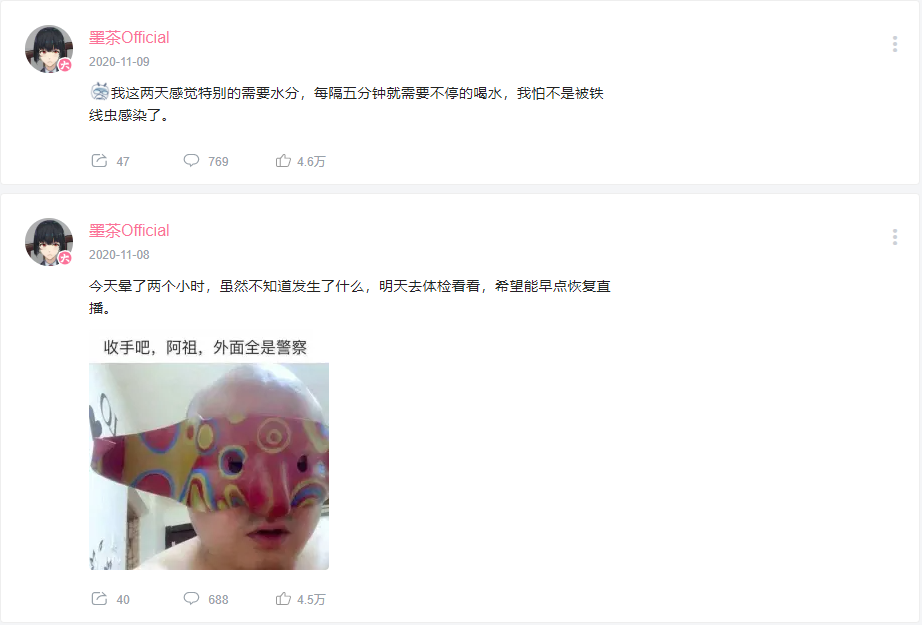 墨茶Official
2020-11-09
我这两天感觉特别的需要水分，每隔五分钟就需要不停的喝水，我怕不是被铁
线虫感染了。
47 769 4.6万
墨茶Official
2020-11-08
今天晕了两个小时，虽然不知道发生了什么，明天去体检看看，希望能早点恢复直
播。
收手吧，阿祖，外面全是警察
40 688 4.5万